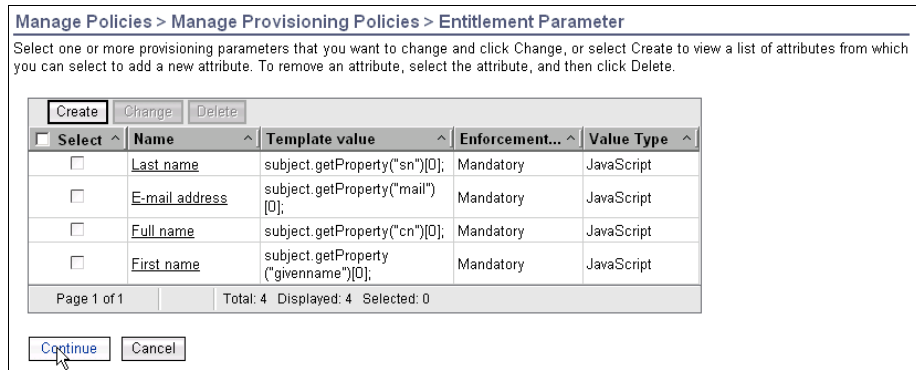 Manage Policies > Manage Provisioning Policies > Entitlement Parameter
Select one or more provisioning parameters that you want to change and click Change, or select Create to view a list of attributes from which
you can select to add a new attribute. To remove an attribute, select the attribute, and then click Delete.
Create Change Delete
Select ^ Name ^ Template value ^ Enforcement... ^ Value Type ^
Last name subject.getProperty("sn")[0]; Mandatory JavaScript
E-mail address subject.getProperty("mail")
[0]; Mandatory JavaScript
Full name subject.getProperty("cn")[0]; Mandatory JavaScript
First name subject.getProperty
("givenname")[0]; Mandatory JavaScript
Page 1 of 1 Total: 4 Displayed: 4 Selected: 0
Continue Cancel